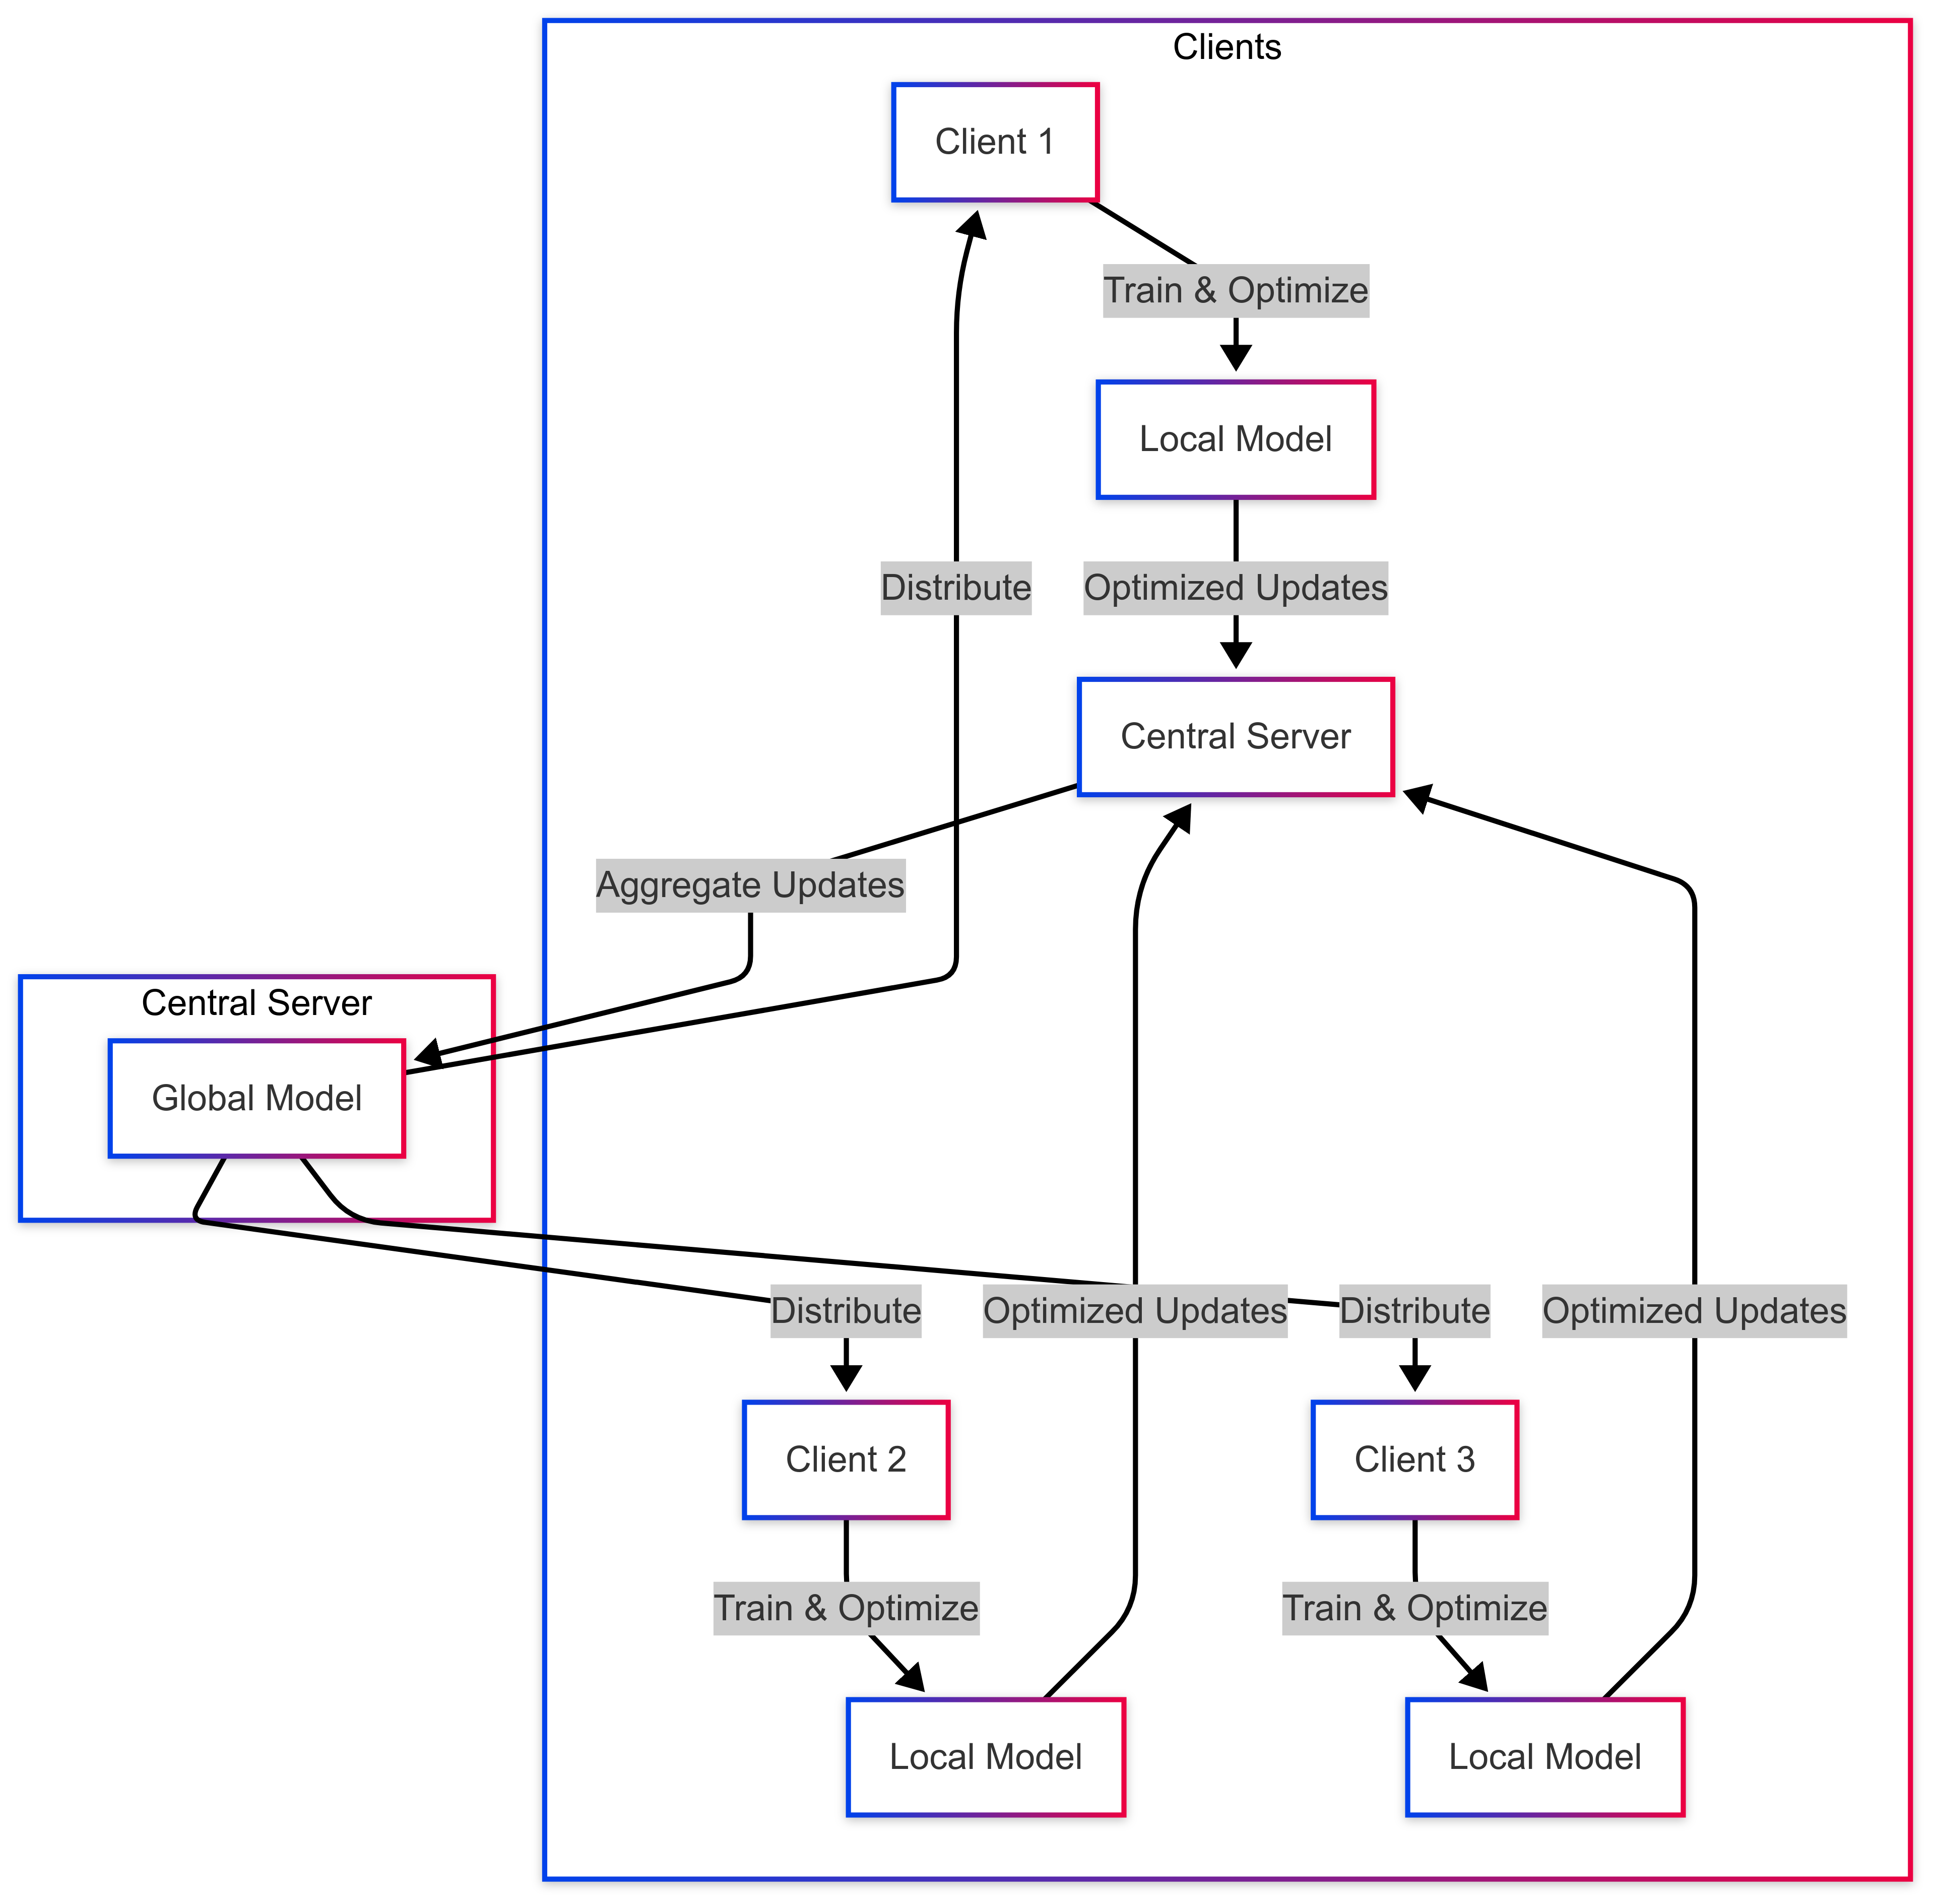 Clients
Client 1
Train & Optimize
Local Model
Distribute
Optimized Updates
Central Server
Aggregate Updates
Central Server
Global Model
Distribute
Optimized Updates
Distribute
Optimized Updates
Client 2
Client 3
Train & Optimize
Train & Optimize
Local Model
Local Model